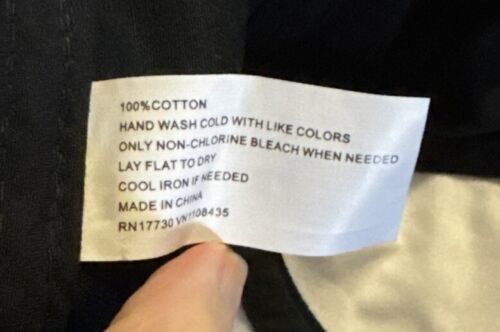 100%COTTON
HAND WASH COLD WITH LIKE COLORS
ONLY NON-CHLORINE BLEACH WHEN NEEDED
LAY FLAT TO DRY
COOL IRON IF NEEDED
MADE IN CHINA
RN17730 VN1108435